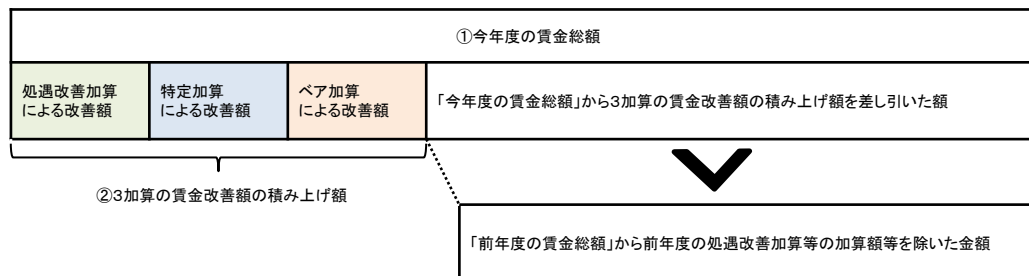 ①今年度の賃金総額
処遇改善加算
による改善額
特定加算
による改善額
ベア加算
による改善額
「今年度の賃金総額」から3加算の賃金改善額の積み上げ額を差し引いた額
②3加算の賃金改善額の積み上げ額
「前年度の賃金総額」から前年度の処遇改善加算等の加算額等を除いた金額